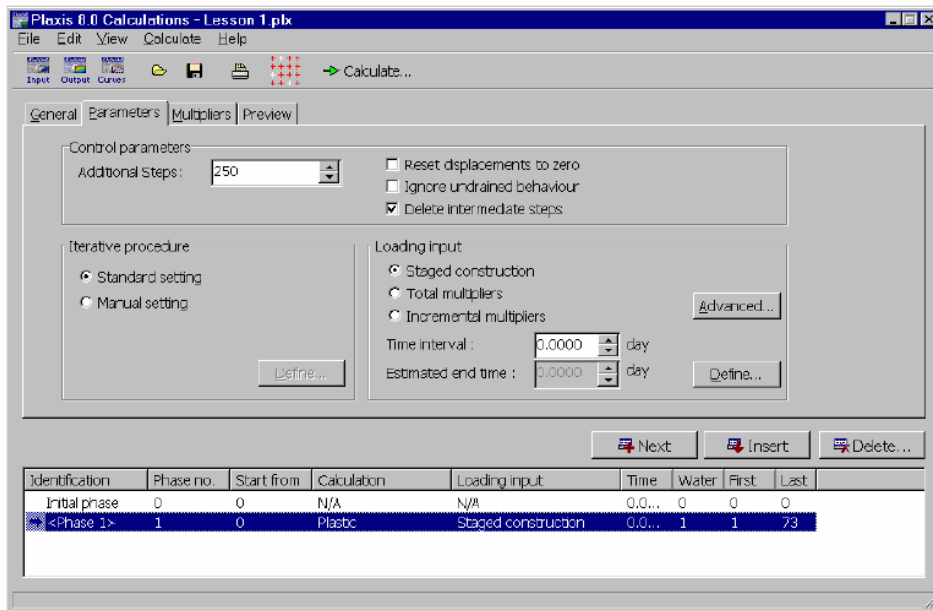 Plaxis 8.0 Calculations - Lesson 1.plx
File Edit View Calculate Help
Input Output Curves Calculate...
General Parameters Multipliers Preview
Control parameters
Additional Steps: 250
Reset displacements to zero
Ignore undrained behaviour
Delete intermediate steps
Iterative procedure
Standard setting
Manual setting
Define...
Loading input
Staged construction
Total multipliers
Incremental multipliers
Advanced...
Time interval : 0.0000 day
Estimated end time : 0.0000 day
Define...
Next Insert Delete...
Identification Phase no. Start from Calculation Loading input Time Water First Last
Initial phase 0 0 N/A N/A 0.0... 0 0 0
<Phase 1> 1 0 Plastic Staged construction 0.0... 1 1 73